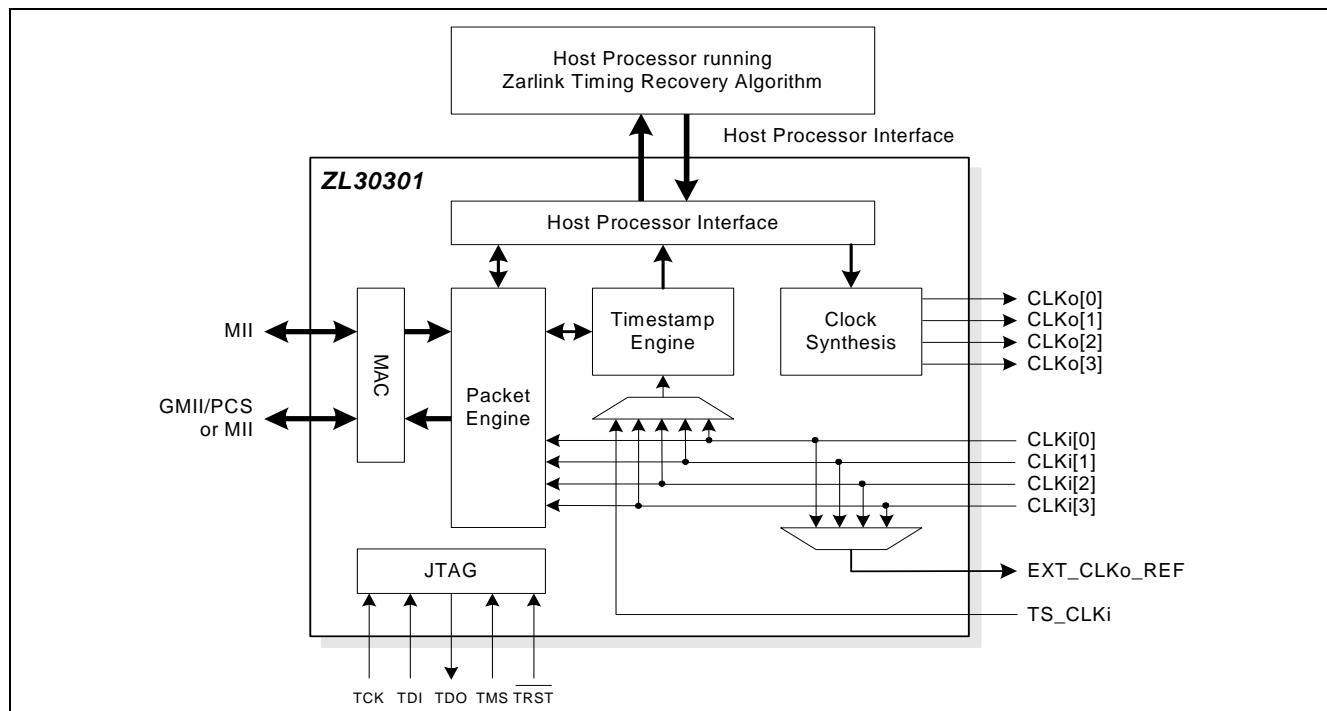 Host Processor running
Zarlink Timing Recovery Algorithm
Host Processor Interface
ZL30301
Host Processor Interface
MII
GMII/PCS
or MII
MAC
Packet
Engine
Timestamp
Engine
Clock
Synthesis
CLKo[0]
CLKo[1]
CLKo[2]
CLKo[3]
CLKi[0]
CLKi[1]
CLKi[2]
CLKi[3]
EXT_CLKo_REF
TS_CLKi
JTAG
TCK TDI TDO TMS TRST